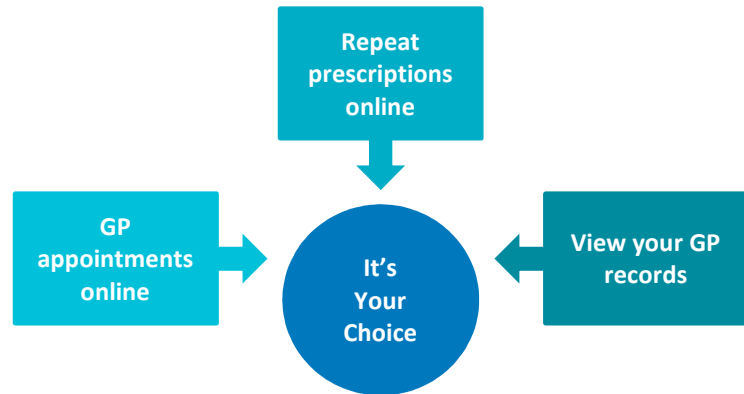 Repeat
prescriptions
online
GP
appointments
online
It’s
Your
Choice
View your GP
records